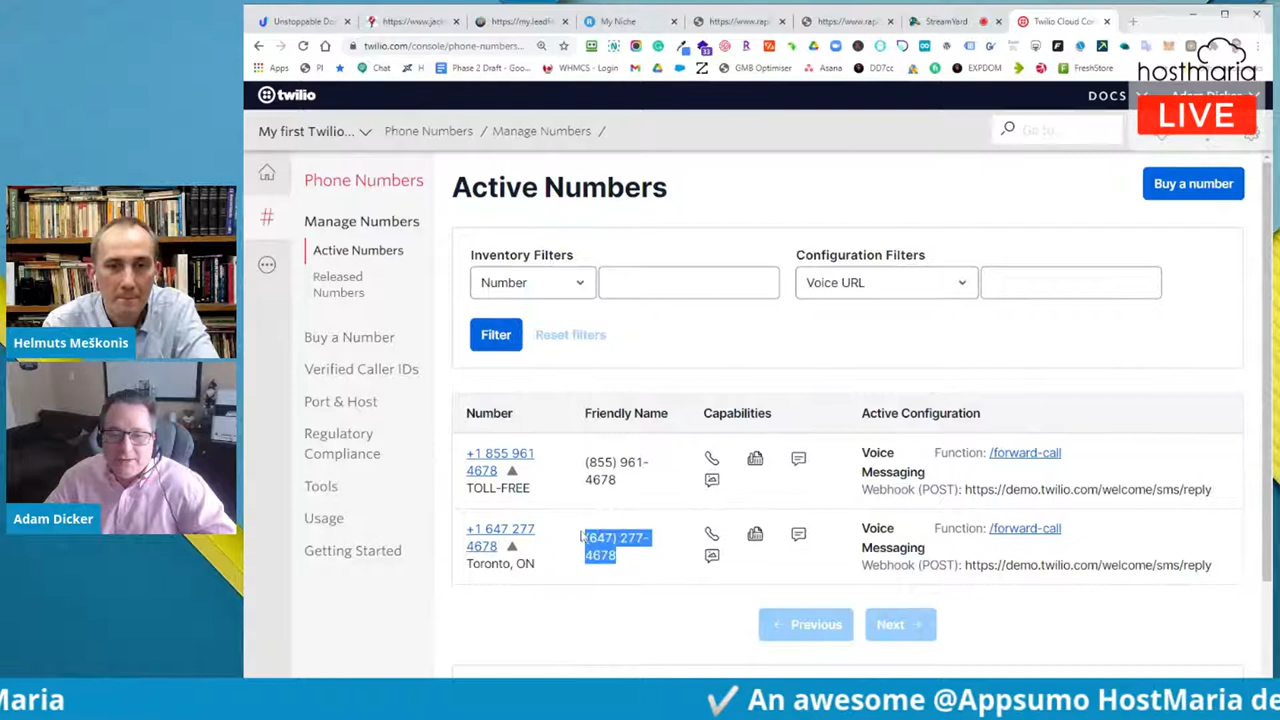 Unstoppable Do
https://www.jac
https://my.leadF
My Niche
https://www.rap
https://www.rap
StreamYard
Twilio Cloud Co
twilio.com/console/phone-numbers...
Apps
PI
Chat
H
Phase 2 Draft - Goo...
WHMCS - Login
GMB Optimiser
Asana
DD7cc
EXPDOM
FreshStore
hostmaria
LIVE
twilio
DOCS
Adam Dicker
My first Twilio...
Phone Numbers / Manage Numbers /
Go to...
Phone Numbers
Manage Numbers
Active Numbers
Released
Numbers
Buy a Number
Verified Caller IDs
Port & Host
Regulatory
Compliance
Tools
Usage
Getting Started
Active Numbers
Buy a number
Inventory Filters
Configuration Filters
Number
Voice URL
Filter
Reset filters
Number
Friendly Name
Capabilities
Active Configuration
+1 855 961
4678
TOLL-FREE
(855) 961-
4678
Voice
Function: /forward-call
Messaging
Webhook (POST): https://demo.twilio.com/welcome/sms/reply
+1 647 277
4678
Toronto, ON
(647) 277-
4678
Voice
Function: /forward-call
Messaging
Webhook (POST): https://demo.twilio.com/welcome/sms/reply
← Previous
Next →
Helmuts Meškonis
Adam Dicker
Maria
✔ An awesome @Appsumo HostMaria de